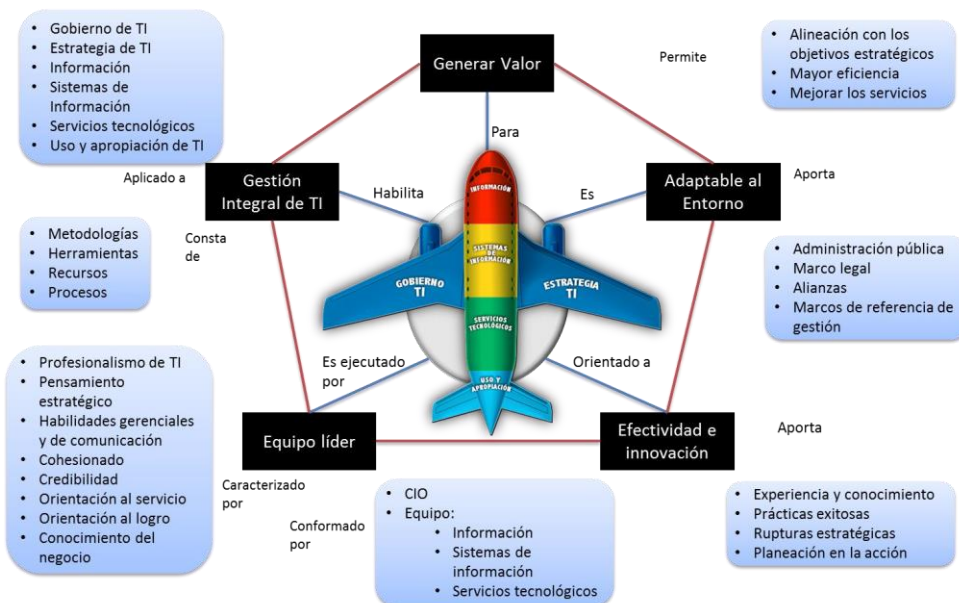 • Gobierno de TI
• Estrategia de TI
• Información
• Sistemas de
Información
• Servicios tecnológicos
• Uso y apropiación de TI
Generar Valor
Permite
• Alineación con los
objetivos estratégicos
• Mayor eficiencia
• Mejorar los servicios
Para
Aplicado a
Gestión
Integral de TI
Habilita
INFORMACIÓN
Es
Adaptable al
Entorno
Aporta
• Metodologías
• Herramientas
• Recursos
• Procesos
Consta
de
SISTEMAS
DE
INFORMACIÓN
GOBIERNO
TI
ESTRATEGIA
TI
• Administración pública
• Marco legal
• Alianzas
• Marcos de referencia de
gestión
SERVICIOS
TECNOLÓGICOS
• Profesionalismo de TI
• Pensamiento
estratégico
• Habilidades gerenciales
y de comunicación
• Cohesionado
• Credibilidad
• Orientación al servicio
• Orientación al logro
• Conocimiento del
negocio
Es ejecutado
por
Orientado a
USO Y
APROPIACIÓN
Equipo líder
Efectividad e
innovación
Aporta
Caracterizado
por
Conformado
por
• CIO
• Equipo:
• Información
• Sistemas de
información
• Servicios tecnológicos
• Experiencia y conocimiento
• Prácticas exitosas
• Rupturas estratégicas
• Planeación en la acción